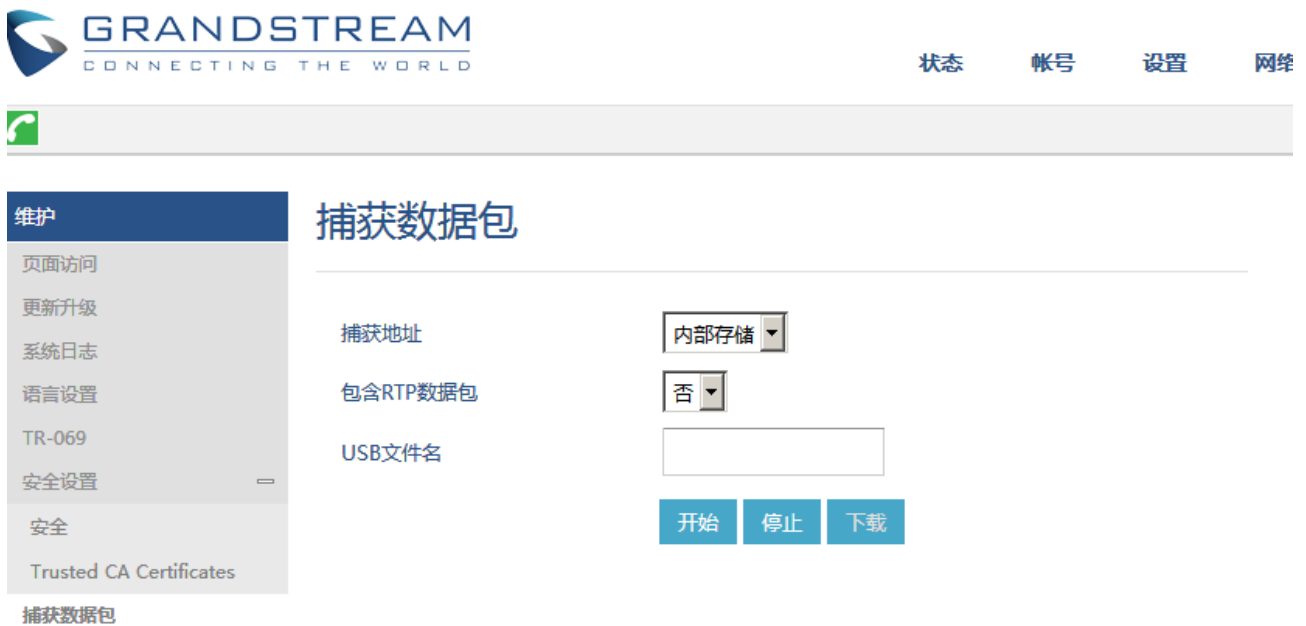 GRANDSTREAM
CONNECTING THE WORLD
状态 帐号 设置 网络
维护
页面访问
更新升级
系统日志
语言设置
TR-069
安全设置
安全
Trusted CA Certificates
捕获数据包
捕获数据包
捕获地址 内部存储
包含RTP数据包 否
USB文件名
开始 停止 下载